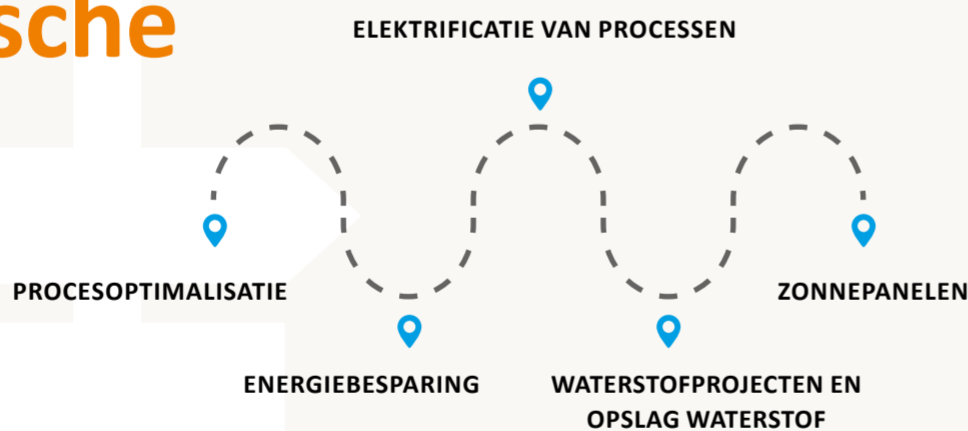 sche
ELEKTRIFICATIE VAN PROCESSEN
PROCESOPTIMALISATIE
ZONNEPANELEN
ENERGIEBESPARING
WATERSTOFPROJECTEN EN
OPSLAG WATERSTOF